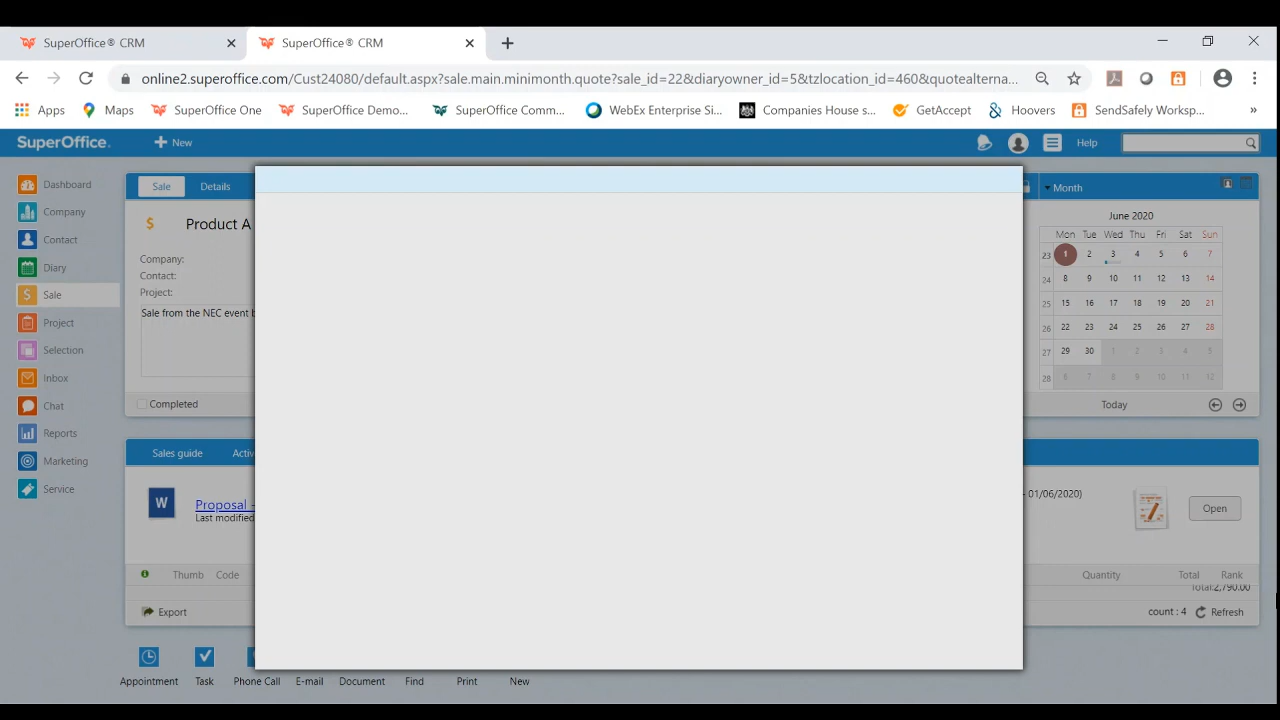 SuperOffice® CRM
SuperOffice® CRM
online2.superoffice.com/Cust24080/default.aspx?sale.main.minimonth.quote?sale_id=22&diaryowner_id=5&tzlocation_id=460&quotealterna...
Apps Maps SuperOffice One SuperOffice Demo... SuperOffice Comm... WebEx Enterprise Si... Companies House s... GetAccept Hoovers SendSafely Worksp... »
SuperOffice. New Help
Dashboard
Company
Contact
Diary
Sale
Project
Selection
Inbox
Chat
Reports
Marketing
Service
Sale Details
Product A
Company:
Contact:
Project:
Sale from the NEC event
Completed
Month
June 2020
Mon Tue Wed Thu Fri Sat Sun
23 1 2 3 4 5 6 7
24 8 9 10 11 12 13 14
25 15 16 17 18 19 20 21
26 22 23 24 25 26 27 28
27 29 30 1 2 3 4 5
28 6 7 8 9 10 11 12
Today
Sales guide
W Proposal -
Last modified
- 01/06/2020)
Open
Thumb Code Quantity Total Rank
Total:2,790.00
Export count : 4 Refresh
Appointment Task Phone Call E-mail Document Find Print New